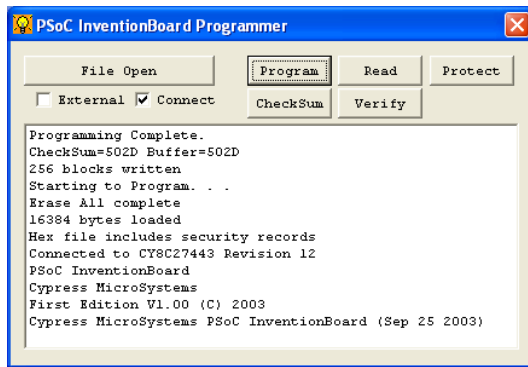 PSoC InventionBoard Programmer
File Open
Program
Read
Protect
External
Connect
CheckSum
Verify
Programming Complete.
CheckSum=502D Buffer=502D
256 blocks written
Starting to Program. . .
Erase All complete
16384 bytes loaded
Hex file includes security records
Connected to CY8C27443 Revision 12
PSoC InventionBoard
Cypress MicroSystems
First Edition V1.00 (C) 2003
Cypress MicroSystems PSoC InventionBoard (Sep 25 2003)